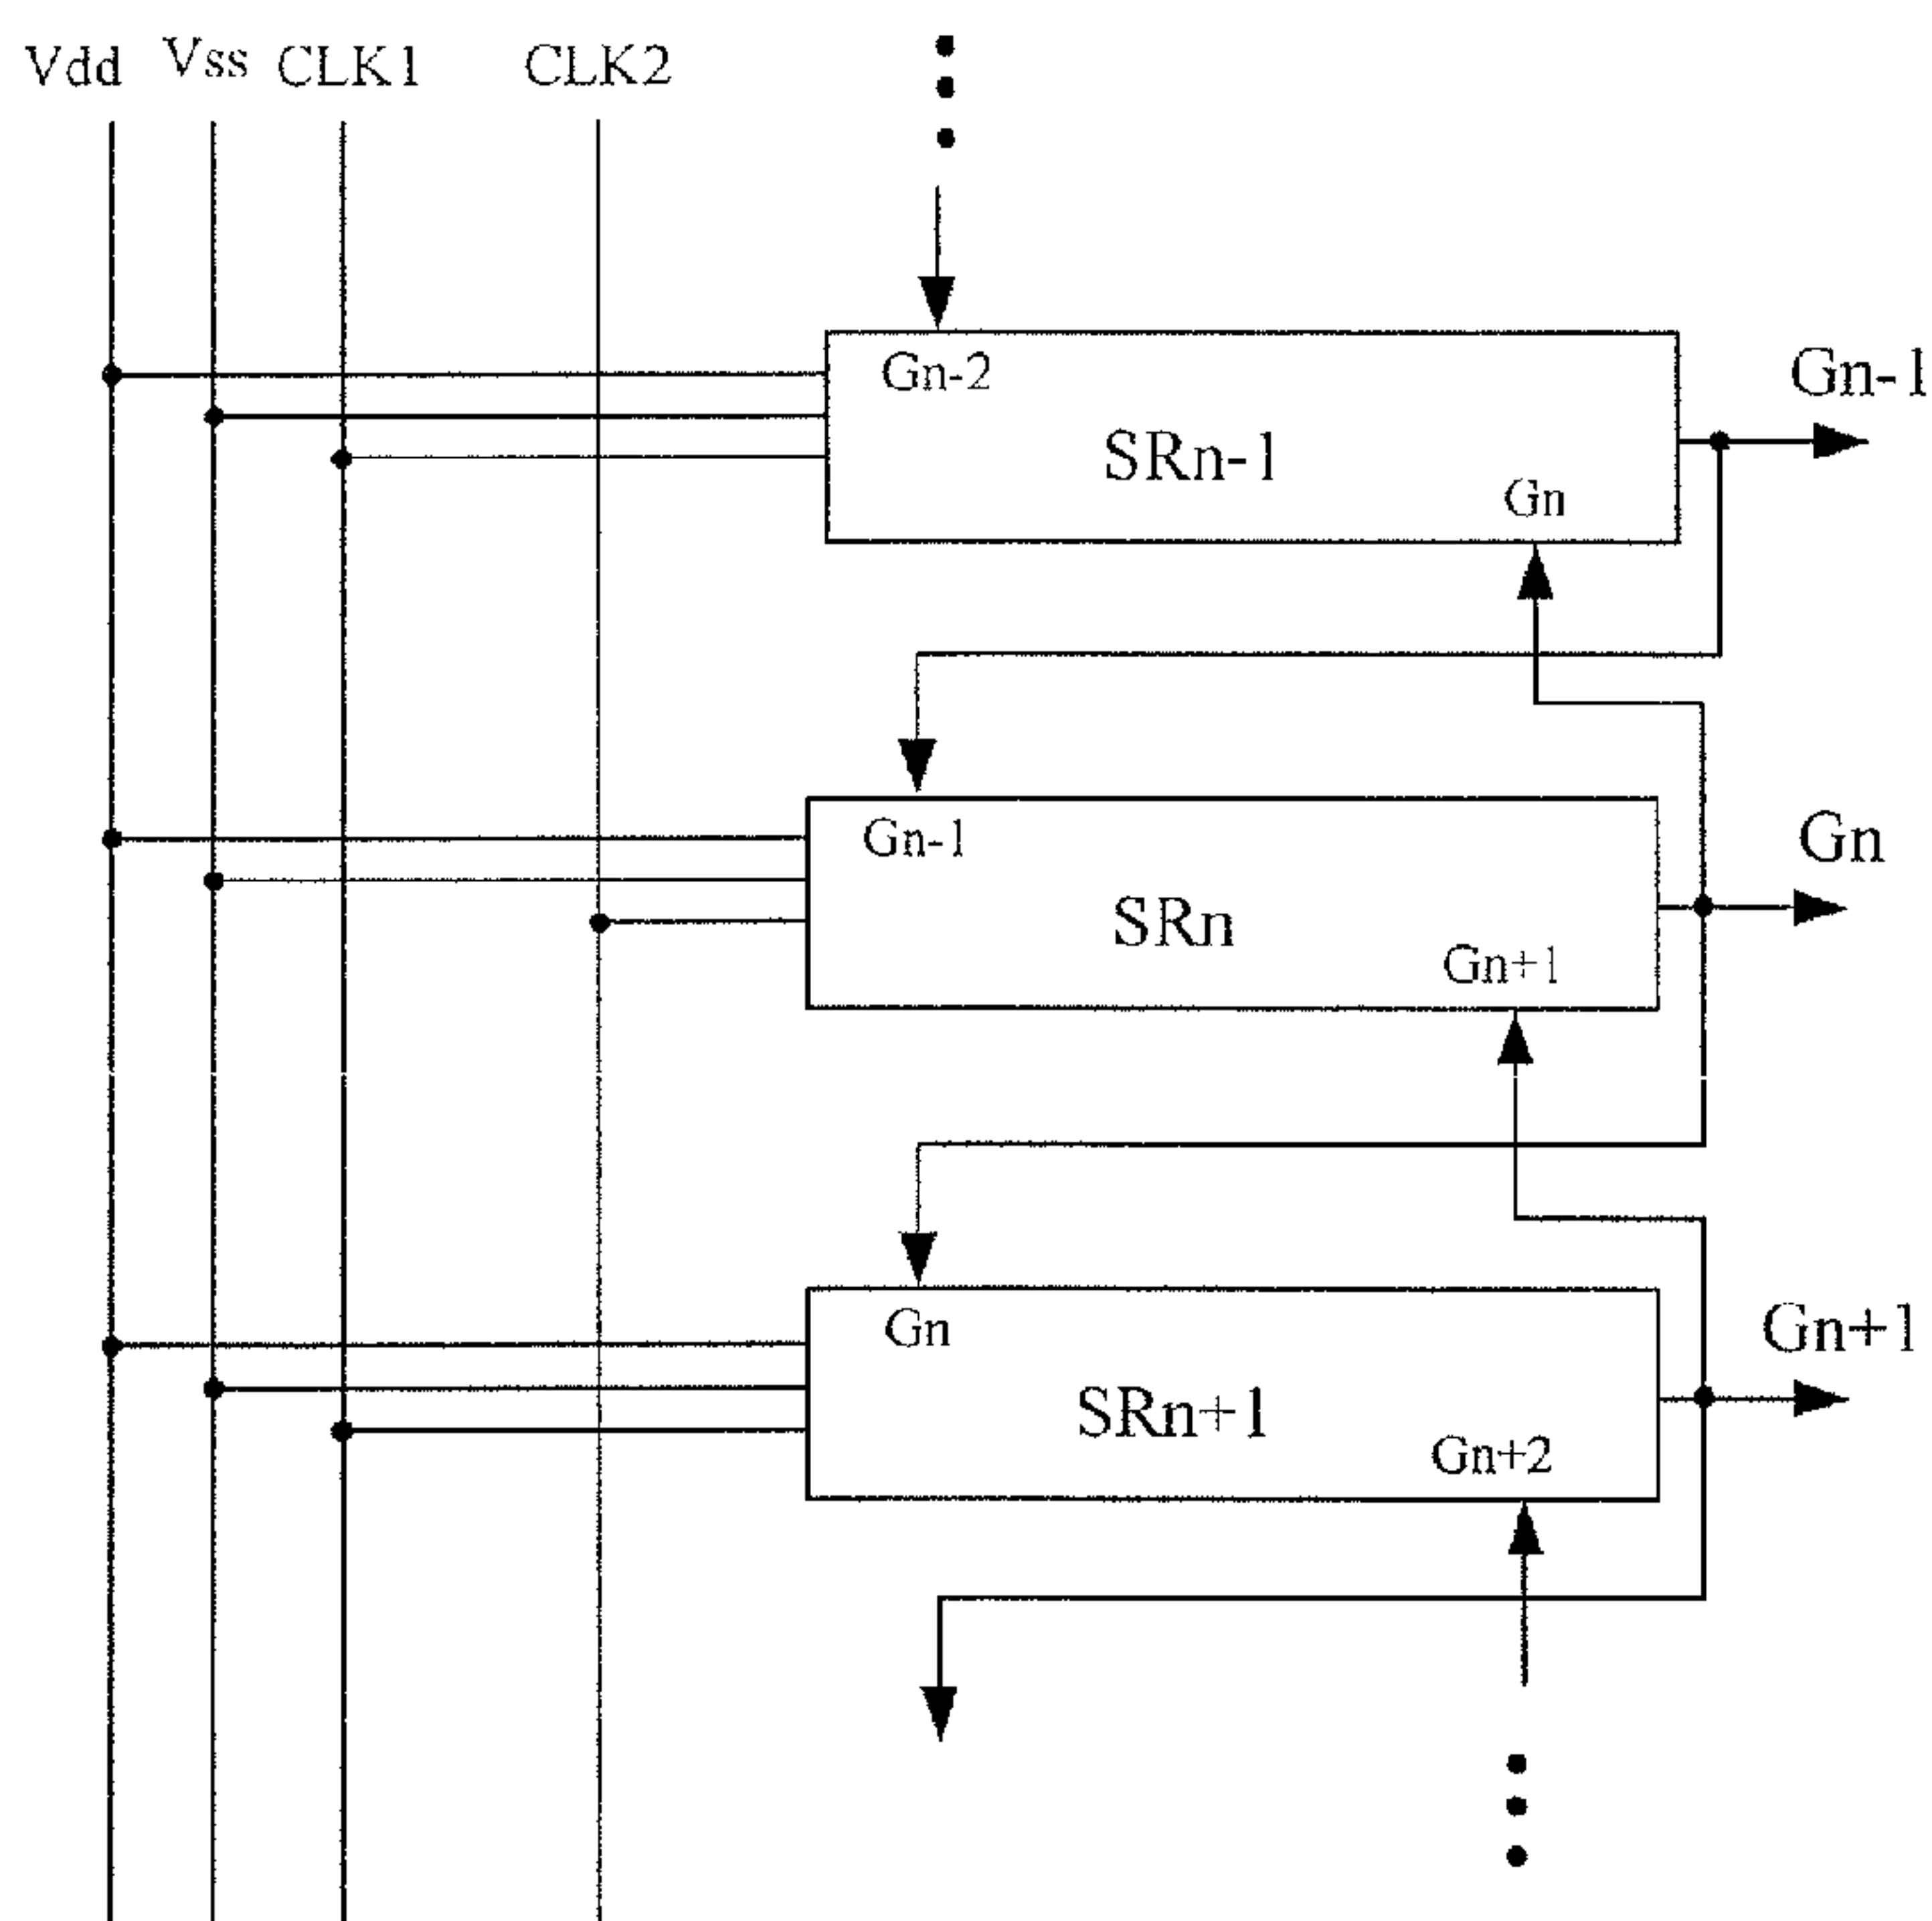 Vdd Vss CLK1 CLK2
Gn-2
Gn-1
SRn-1
Gn
Gn-1
Gn
SRn
Gn+1
Gn
Gn+1
SRn+1
Gn+2